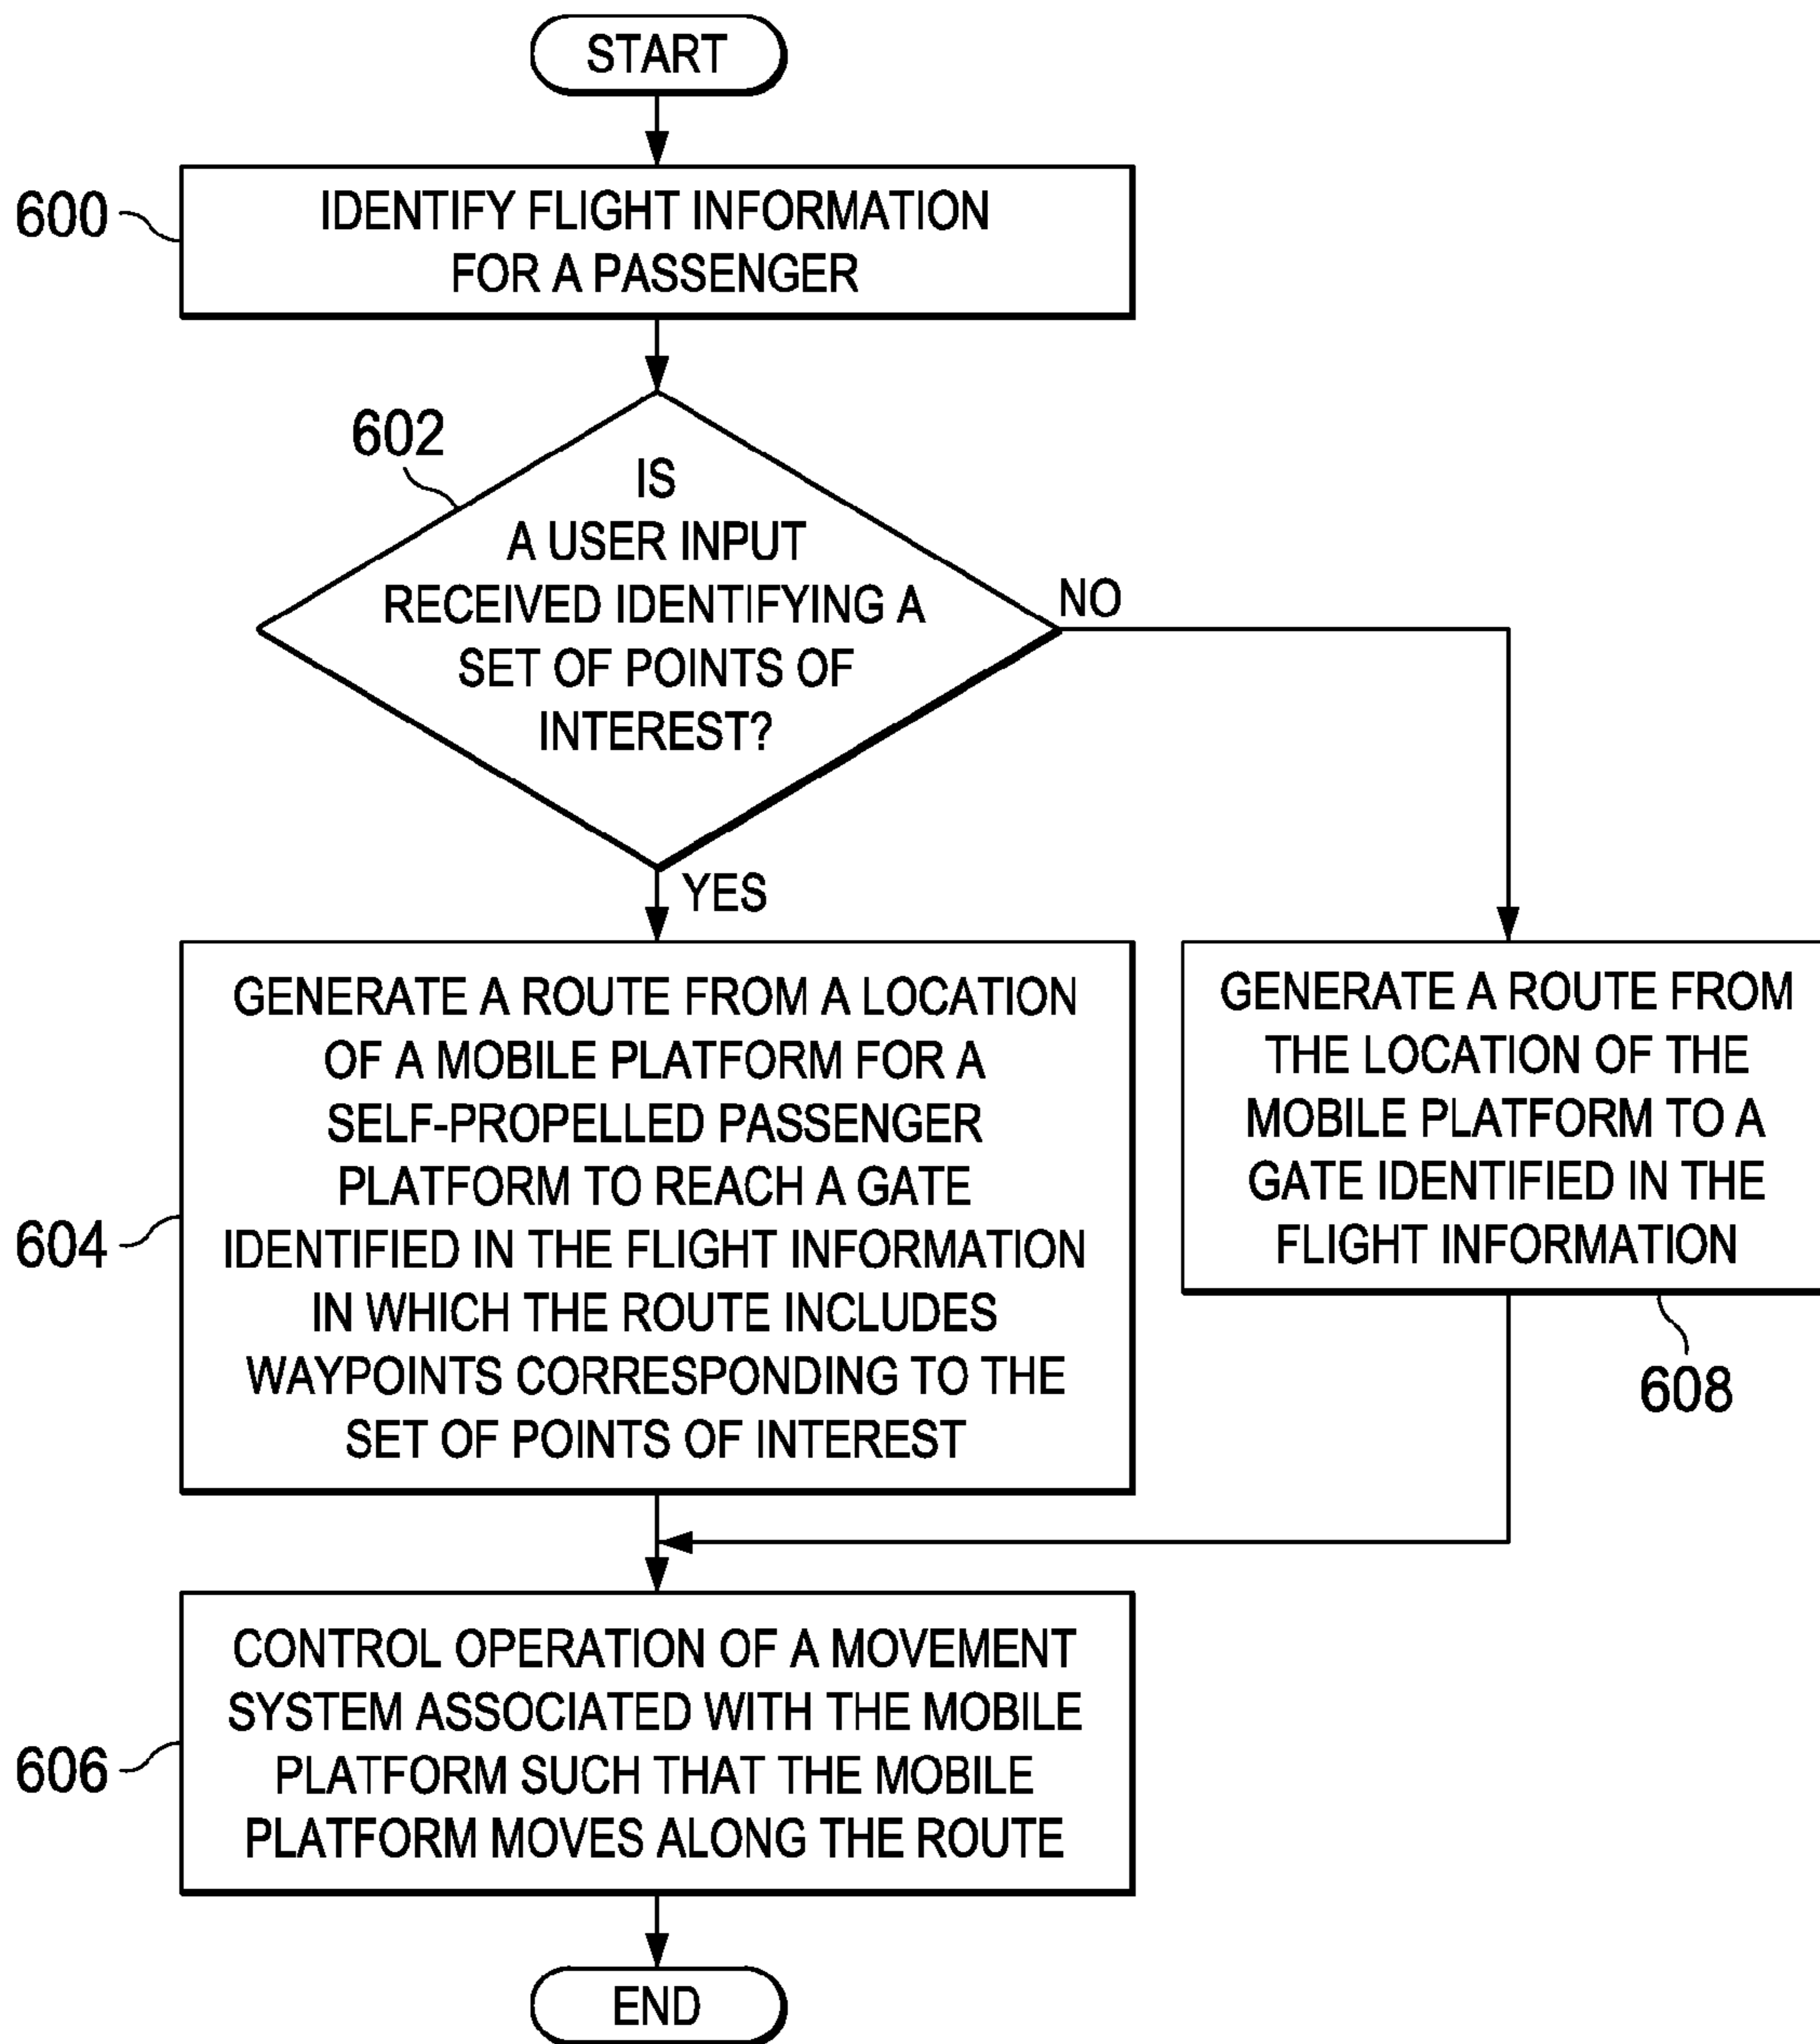 START
600
IDENTIFY FLIGHT INFORMATION
FOR A PASSENGER
602
IS
A USER INPUT
RECEIVED IDENTIFYING A
SET OF POINTS OF
INTEREST?
NO
YES
604
GENERATE A ROUTE FROM A LOCATION
OF A MOBILE PLATFORM FOR A
SELF-PROPELLED PASSENGER
PLATFORM TO REACH A GATE
IDENTIFIED IN THE FLIGHT INFORMATION
IN WHICH THE ROUTE INCLUDES
WAYPOINTS CORRESPONDING TO THE
SET OF POINTS OF INTEREST
GENERATE A ROUTE FROM
THE LOCATION OF THE
MOBILE PLATFORM TO A
GATE IDENTIFIED IN THE
FLIGHT INFORMATION
608
606
CONTROL OPERATION OF A MOVEMENT
SYSTEM ASSOCIATED WITH THE MOBILE
PLATFORM SUCH THAT THE MOBILE
PLATFORM MOVES ALONG THE ROUTE
END